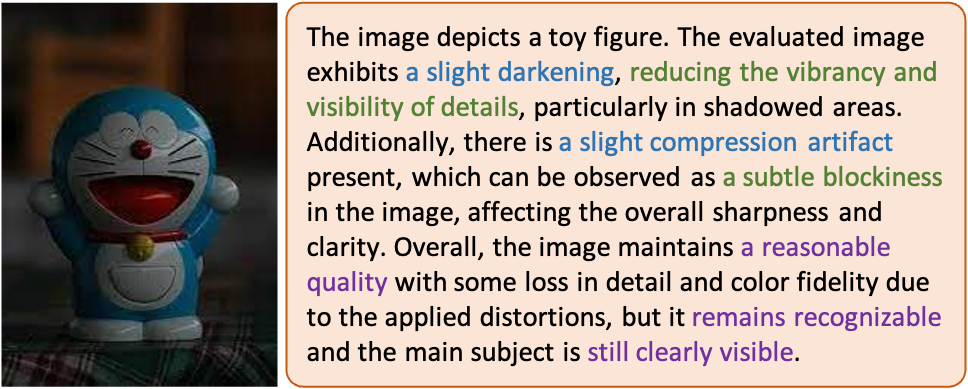 The image depicts a toy figure. The evaluated image
exhibits a slight darkening, reducing the vibrancy and
visibility of details, particularly in shadowed areas.
Additionally, there is a slight compression artifact
present, which can be observed as a subtle blockiness
in the image, affecting the overall sharpness and
clarity. Overall, the image maintains a reasonable
quality with some loss in detail and color fidelity due
to the applied distortions, but it remains recognizable
and the main subject is still clearly visible.